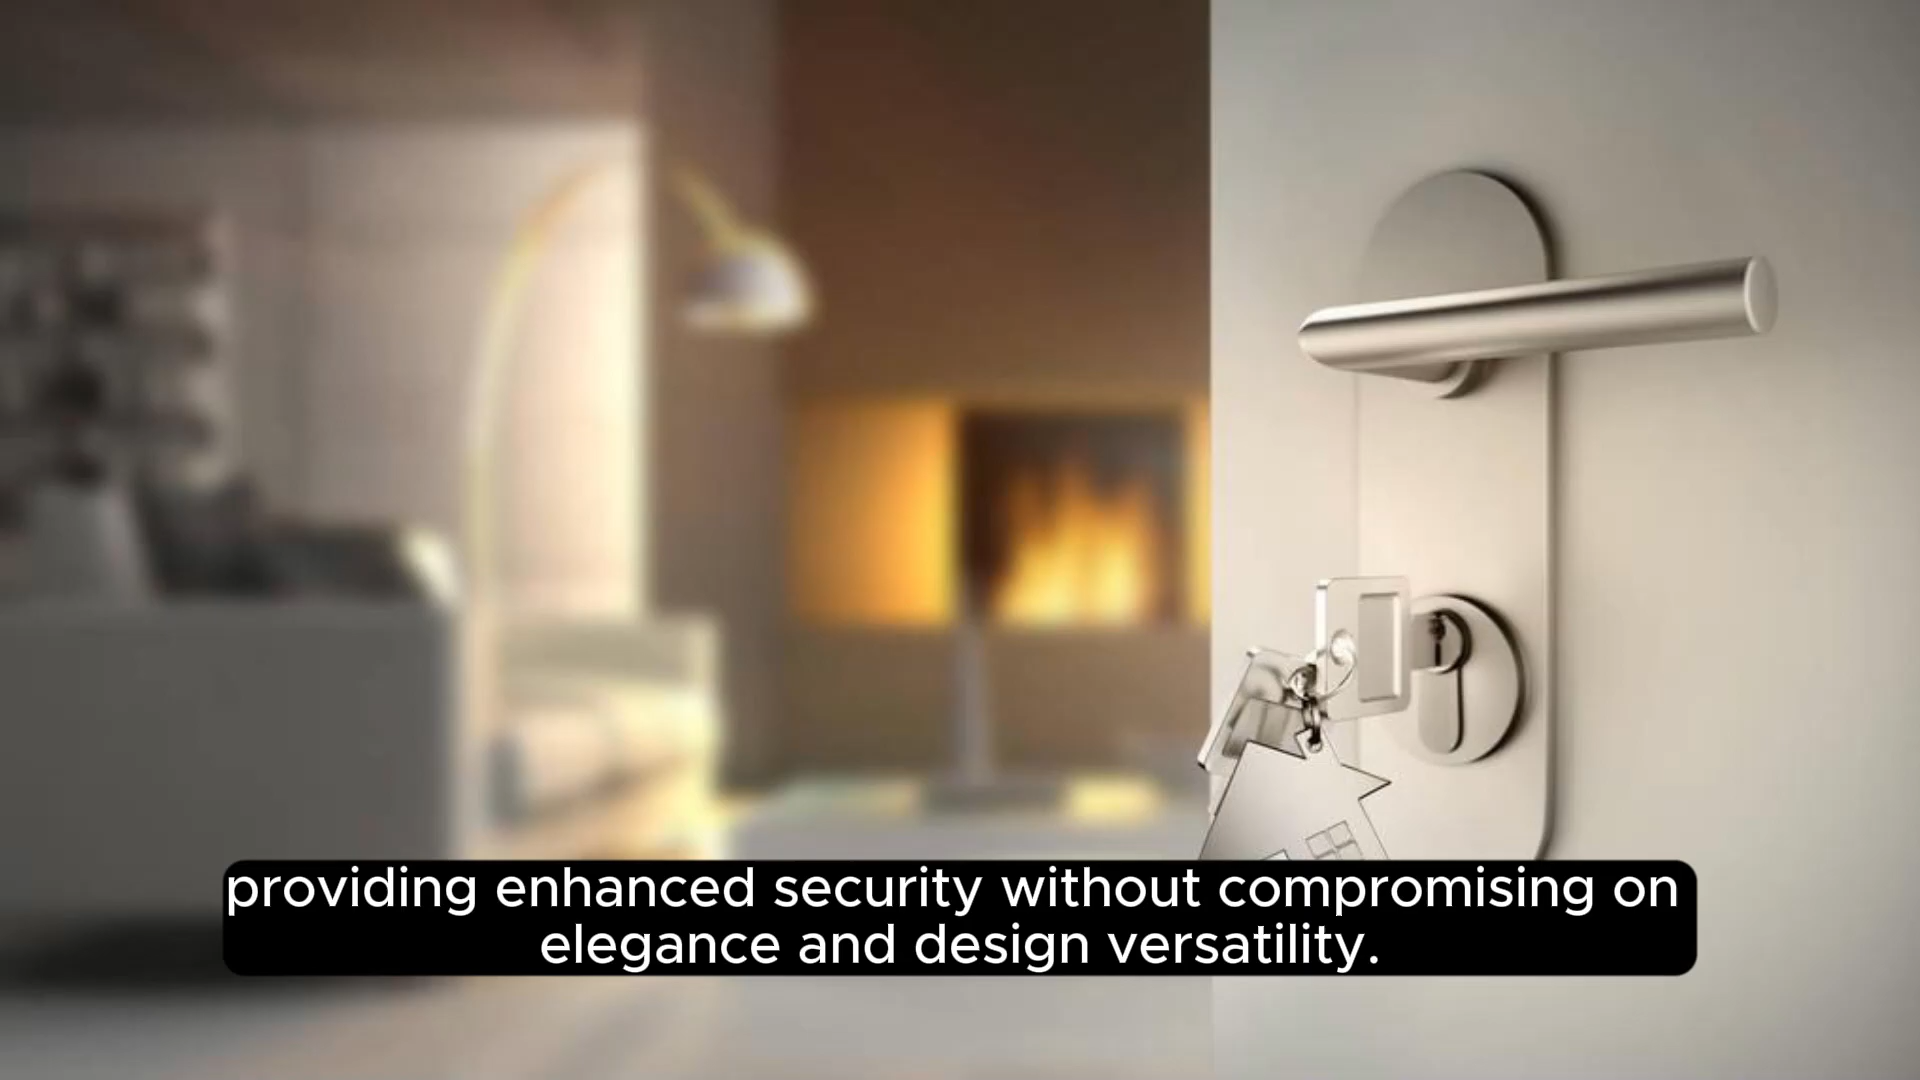 providing enhanced security without compromising on
elegance and design versatility.